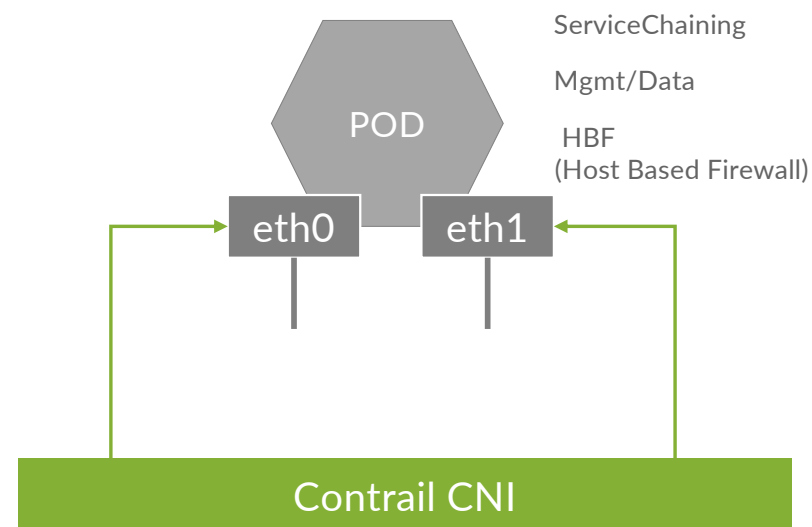 ServiceChaining
Mgmt/Data
HBF
(Host Based Firewall)
POD
eth0
eth1
Contrail CNI